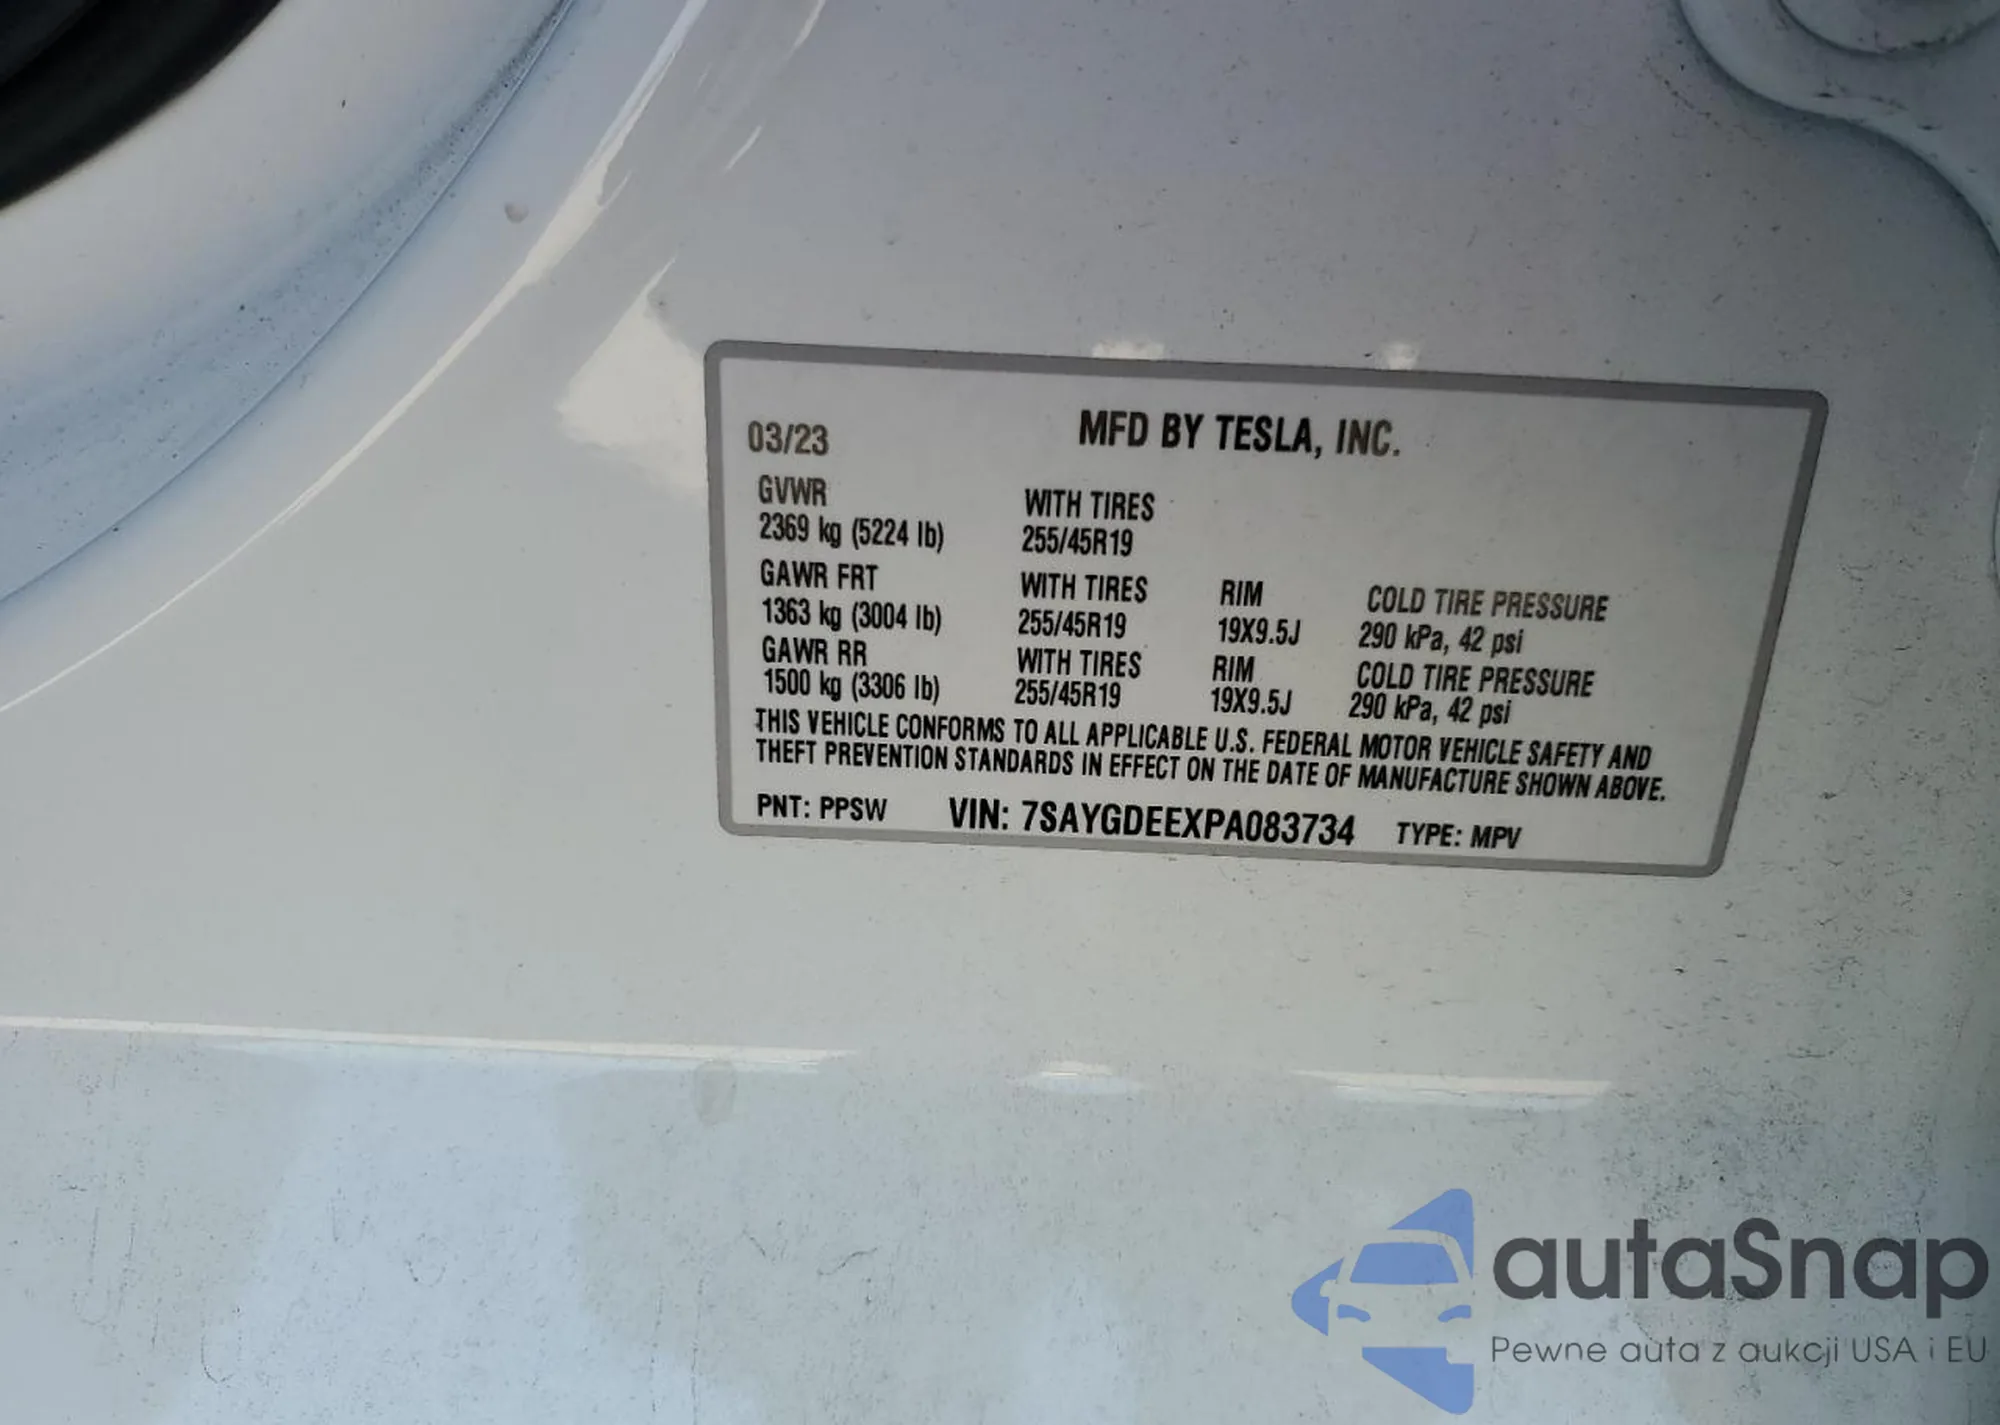 03/23 MFD BY TESLA, INC.
GVWR WITH TIRES
2369 kg (5224 lb) 255/45R19
GAWR FRT WITH TIRES RIM COLD TIRE PRESSURE
1363 kg (3004 lb) 255/45R19 19X9.5J 290 kPa, 42 psi
GAWR RR WITH TIRES RIM COLD TIRE PRESSURE
1500 kg (3306 lb) 255/45R19 19X9.5J 290 kPa, 42 psi
THIS VEHICLE CONFORMS TO ALL APPLICABLE U.S. FEDERAL MOTOR VEHICLE SAFETY AND
THEFT PREVENTION STANDARDS IN EFFECT ON THE DATE OF MANUFACTURE SHOWN ABOVE.
PNT: PPSW VIN: 7SAYGDEEXPA083734 TYPE: MPV
autaSnap
Pewne auta z aukcji USA i EU